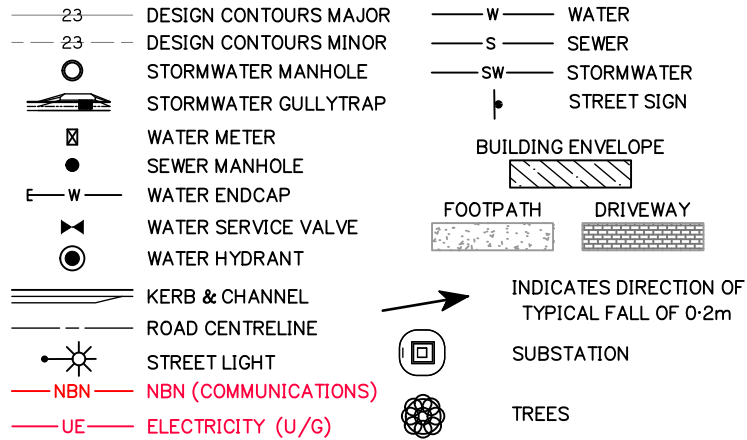 23 DESIGN CONTOURS MAJOR
23 DESIGN CONTOURS MINOR
STORMWATER MANHOLE
STORMWATER GULLYTRAP
WATER METER
SEWER MANHOLE
E W WATER ENDCAP
WATER SERVICE VALVE
WATER HYDRANT
KERB & CHANNEL
ROAD CENTRELINE
STREET LIGHT
NBN NBN (COMMUNICATIONS)
UE ELECTRICITY (U/G)
W WATER
S SEWER
SW STORMWATER
STREET SIGN
BUILDING ENVELOPE
FOOTPATH DRIVEWAY
INDICATES DIRECTION OF
TYPICAL FALL OF 0·2m
SUBSTATION
TREES